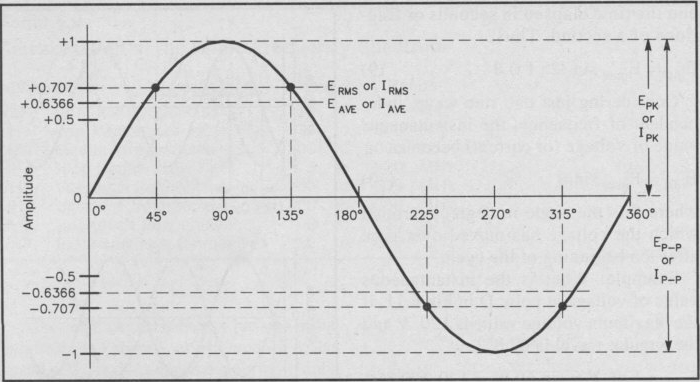 +1
+0.707
+0.6366
+0.5
0
-0.5
-0.6366
-0.707
-1
Amplitude
E RMS or I RMS
E AVE or I AVE
0°
45°
90°
135°
180°
225°
270°
315°
360°
E PK
or
I PK
E P-P
or
I P-P